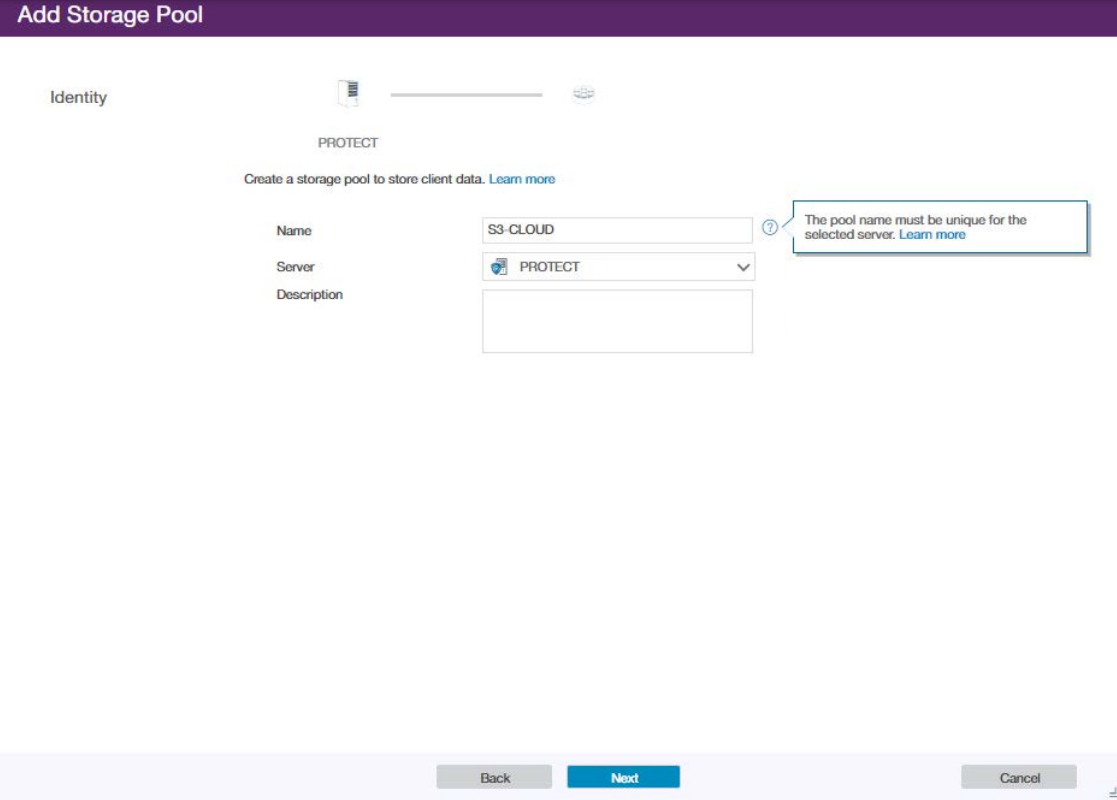 Add Storage Pool
Identity
PROTECT
Create a storage pool to store client data. Learn more
Name
S3-CLOUD
?
The pool name must be unique for the
selected server. Learn more
Server
PROTECT
Description
Back
Next
Cancel